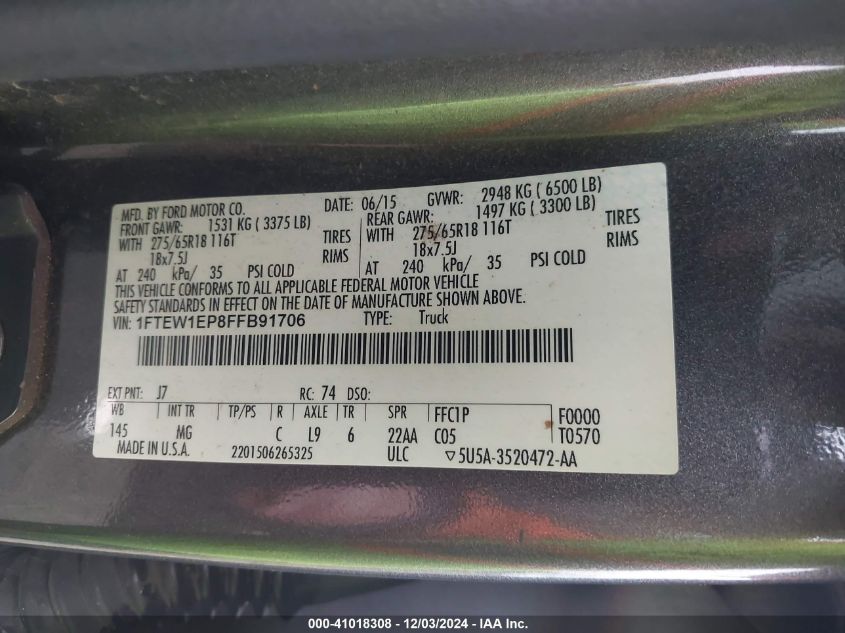 MFD. BY FORD MOTOR CO. DATE: 06/15 GVWR: 2948 KG ( 6500 LB)
FRONT GAWR: 1531 KG ( 3375 LB) REAR GAWR: 1497 KG ( 3300 LB)
WITH 275/65R18 116T TIRES WITH 275/65R18 116T TIRES
18x7.5J RIMS 18x7.5J RIMS
AT 240 kPa/ 35 PSI COLD AT 240 kPa/ 35 PSI COLD
THIS VEHICLE CONFORMS TO ALL APPLICABLE FEDERAL MOTOR VEHICLE
SAFETY STANDARDS IN EFFECT ON THE DATE OF MANUFACTURE SHOWN ABOVE.
VIN: 1FTEW1EP8FFB91706 TYPE: Truck
EXT PNT: J7 RC: 74 DSO:
WB INT TR TP/PS R AXLE TR SPR FFC1P F0000
145 MG C L9 6 22AA C05 T0570
MADE IN U.S.A. 2201506265325 ULC ▽5U5A-3520472-AA
000-41018308 - 12/03/2024 - IAA Inc.